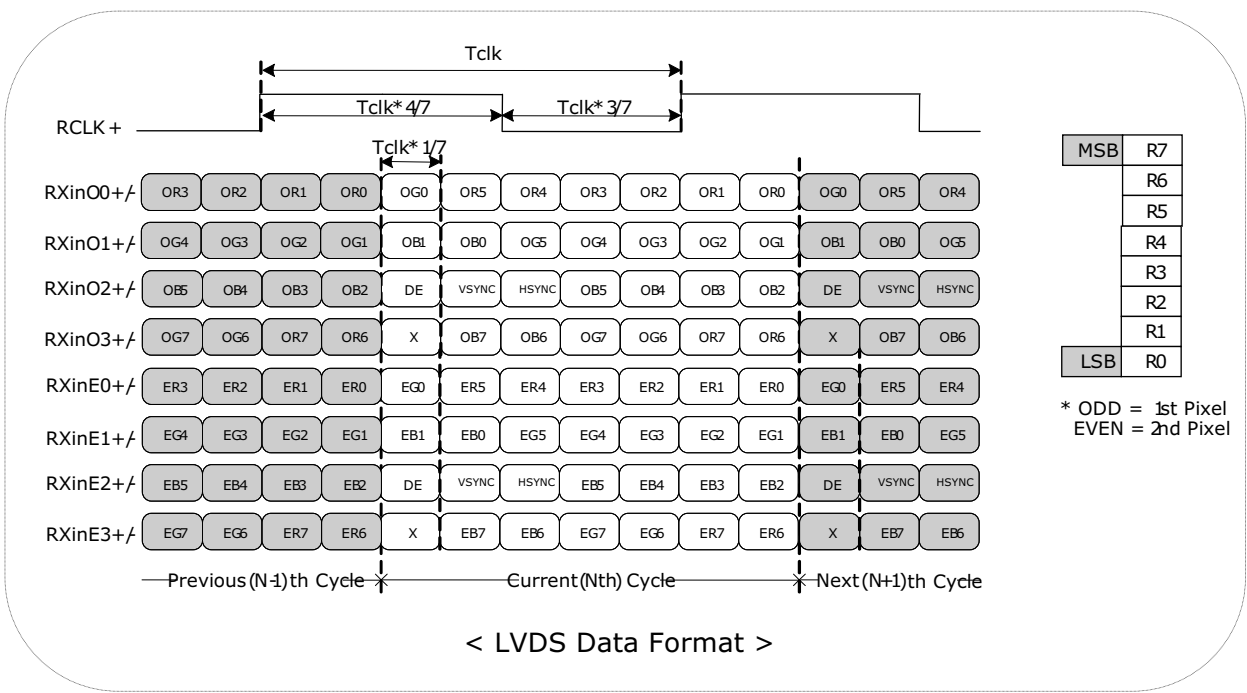 Tclk
Tclk* 4/7 Tclk* 3/7
RCLK +
Tclk* 1/7
RXinO0+/- OR3 OR2 OR1 OR0 OG0 OR5 OR4 OR3 OR2 OR1 OR0 OG0 OR5 OR4
RXinO1+/- OG4 OG3 OG2 OG1 OB1 OB0 OG5 OG4 OG3 OG2 OG1 OB1 OB0 OG5
RXinO2+/- OB5 OB4 OB3 OB2 DE VSYNC HSYNC OB5 OB4 OB3 OB2 DE VSYNC HSYNC
RXinO3+/- OG7 OG6 OR7 OR6 X OB7 OB6 OG7 OG6 OR7 OR6 X OB7 OB6
RXinE0+/- ER3 ER2 ER1 ER0 EG0 ER5 ER4 ER3 ER2 ER1 ER0 EG0 ER5 ER4
RXinE1+/- EG4 EG3 EG2 EG1 EB1 EB0 EG5 EG4 EG3 EG2 EG1 EB1 EB0 EG5
RXinE2+/- EB5 EB4 EB3 EB2 DE VSYNC HSYNC EB5 EB4 EB3 EB2 DE VSYNC HSYNC
RXinE3+/- EG7 EG6 ER7 ER6 X EB7 EB6 EG7 EG6 ER7 ER6 X EB7 EB6
Previous (N-1)th Cycle Current (Nth) Cycle Next (N+1)th Cycle
MSB R7
R6
R5
R4
R3
R2
R1
LSB R0
* ODD = 1st Pixel
EVEN = 2nd Pixel
< LVDS Data Format >